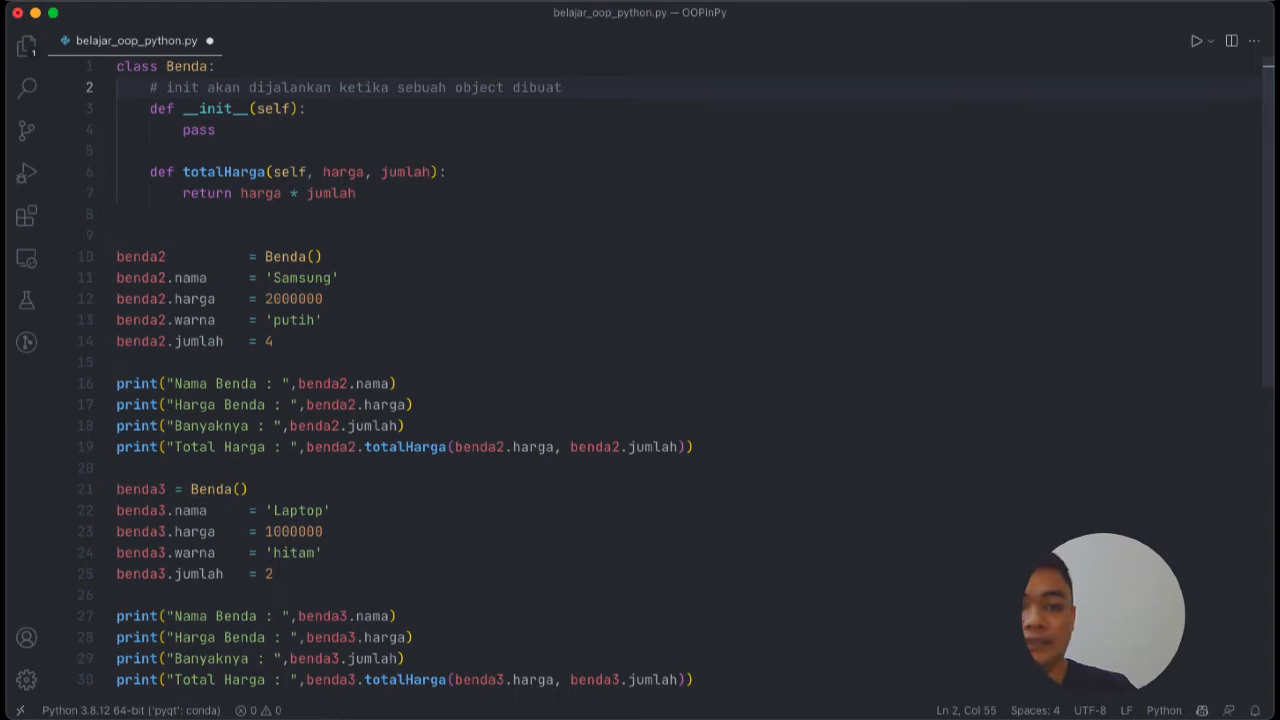 belajar_oop_python.py — OOPinPy
belajar_oop_python.py
1 class Benda:
2 # init akan dijalankan ketika sebuah object dibuat
3 def __init__(self):
4 pass
5
6 def totalHarga(self, harga, jumlah):
7 return harga * jumlah
8
9
10 benda2 = Benda()
11 benda2.nama = 'Samsung'
12 benda2.harga = 2000000
13 benda2.warna = 'putih'
14 benda2.jumlah = 4
15
16 print("Nama Benda : ",benda2.nama)
17 print("Harga Benda : ",benda2.harga)
18 print("Banyaknya : ",benda2.jumlah)
19 print("Total Harga : ",benda2.totalHarga(benda2.harga, benda2.jumlah))
20
21 benda3 = Benda()
22 benda3.nama = 'Laptop'
23 benda3.harga = 1000000
24 benda3.warna = 'hitam'
25 benda3.jumlah = 2
26
27 print("Nama Benda : ",benda3.nama)
28 print("Harga Benda : ",benda3.harga)
29 print("Banyaknya : ",benda3.jumlah)
30 print("Total Harga : ",benda3.totalHarga(benda3.harga, benda3.jumlah))
1
Python 3.8.12 64-bit ('pyqt': conda) 0 0 Ln 2, Col 55 Spaces: 4 UTF-8 LF Python